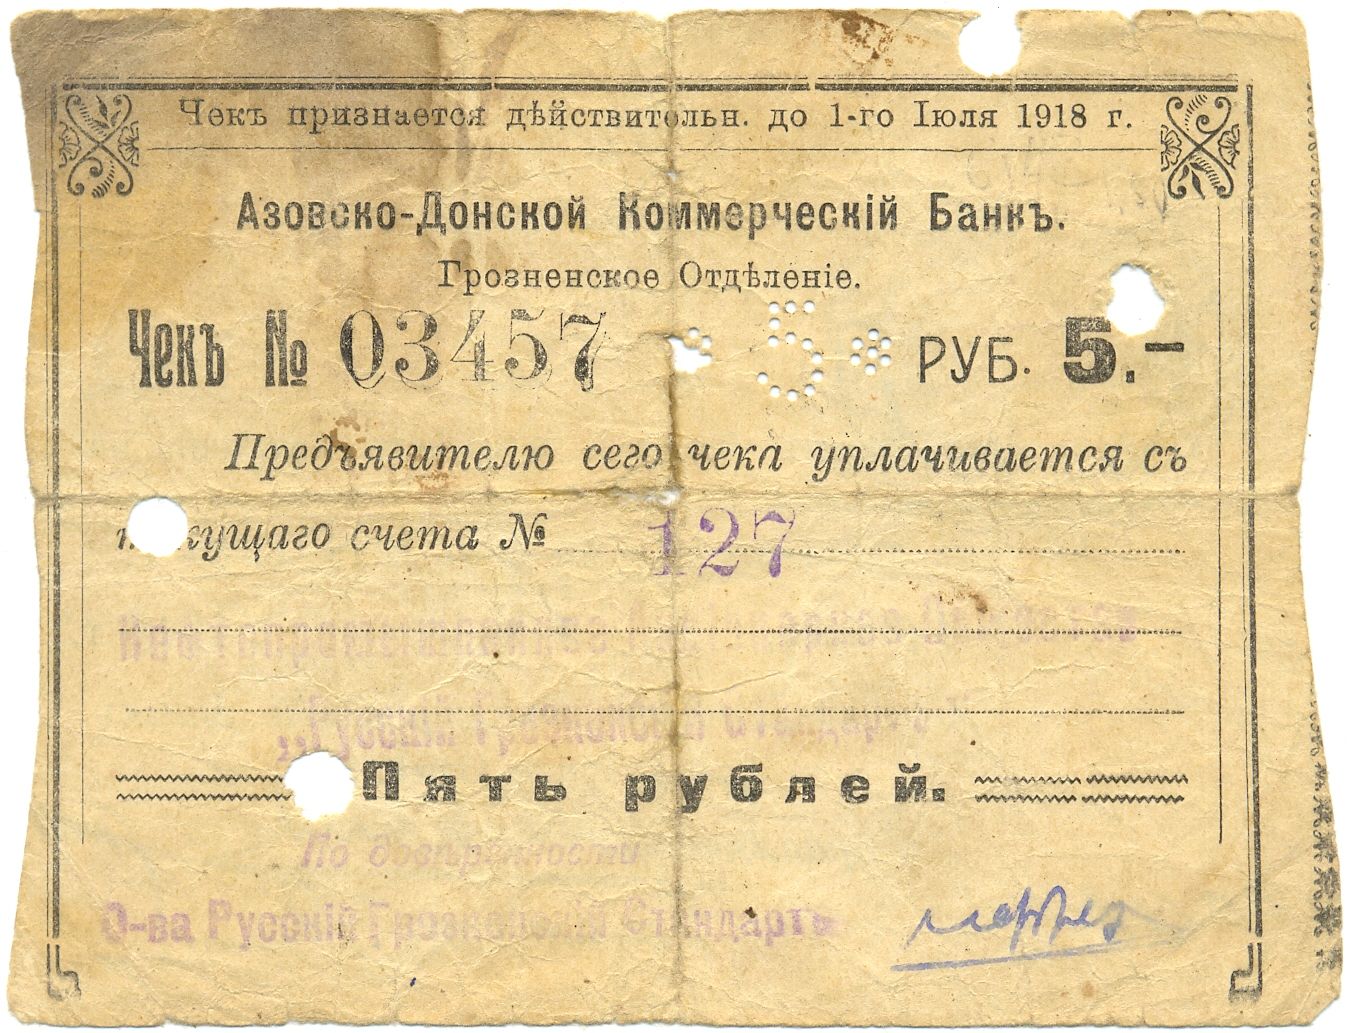 Чекъ признается дѣйствительн. до 1-го Іюля 1918 г.
Азовско-Донской Коммерческій Банкъ.
Грозненское Отдѣленіе.
Чекъ № 03457 * 5 * РУБ. 5.–
Предъявителю сего чека уплачивается съ
текущаго счета № 127
„Русскій Грозненскій Стандартъ"
Пять рублей.
По довѣренности
О-ва Русскій Грозненскій Стандартъ